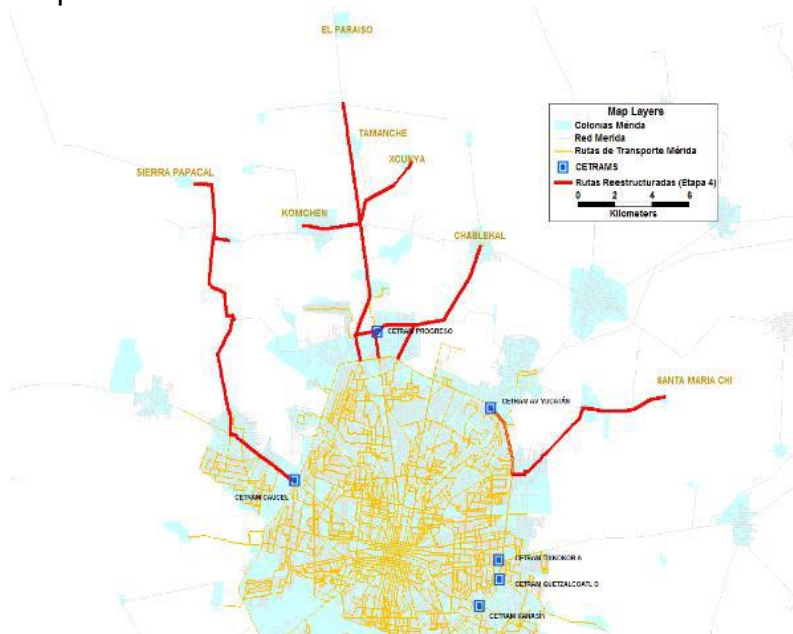 EL PARAISO
Map Layers
Colonias Mérida
Red Merida
Rutas de Transporte Mérida
CETRAMS
Rutas Reestructuradas (Etapa 4)
0 2 4 6
Kilometers
TAMANCHE
XCUNYA
SIERRA PAPACAL
KOMCHEN
CHABLEKAL
CETRAM PROGRESO
SANTA MARIA CHI
CETRAM AV YUCATÁN
CETRAM CAUCEL
CETRAM
CETRAM QUETZALCOATL
CETRAM KANASÍN